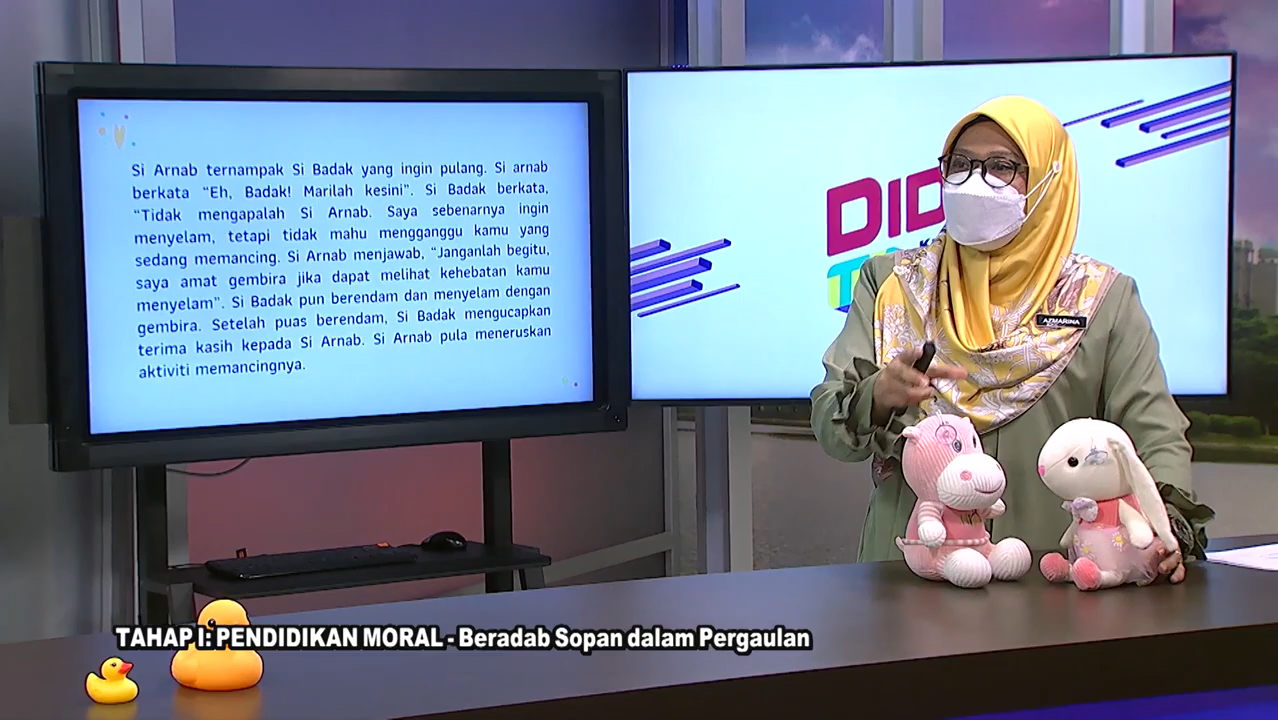 Si Arnab ternampak Si Badak yang ingin pulang. Si arnab
berkata “Eh, Badak! Marilah kesini”. Si Badak berkata,
“Tidak mengapalah Si Arnab. Saya sebenarnya ingin
menyelam, tetapi tidak mahu mengganggu kamu yang
sedang memancing. Si Arnab menjawab, “Janganlah begitu,
saya amat gembira jika dapat melihat kehebatan kamu
menyelam”. Si Badak pun berendam dan menyelam dengan
gembira. Setelah puas berendam, Si Badak mengucapkan
terima kasih kepada Si Arnab. Si Arnab pula meneruskan
aktiviti memancingnya.
DID
AZMARINA
TAHAP I: PENDIDIKAN MORAL - Beradab Sopan dalam Pergaulan